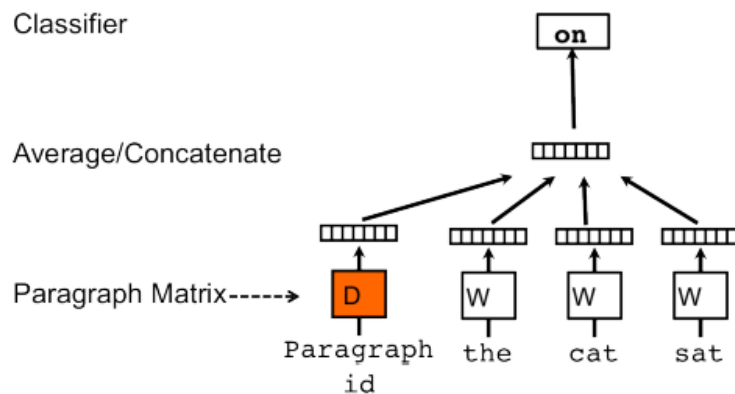 Classifier
on
Average/Concatenate
Paragraph Matrix
D
W
W
W
Paragraph
id
the
cat
sat